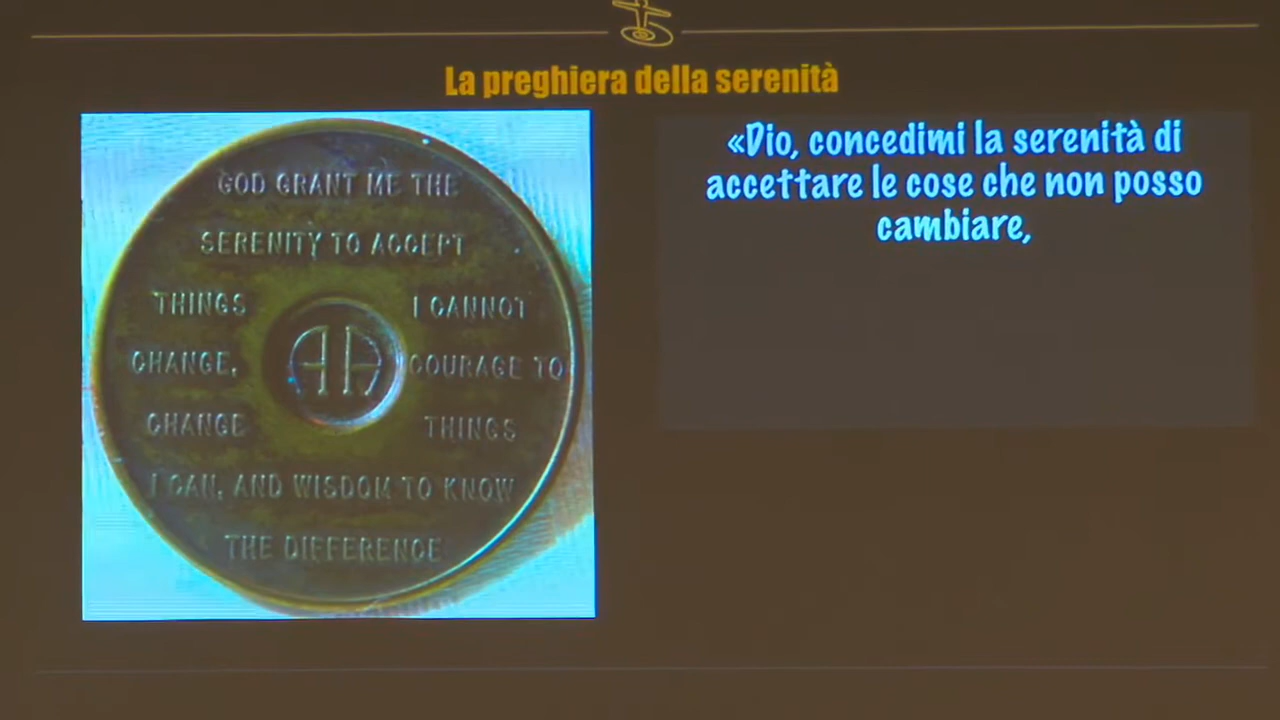 La preghiera della serenità
GOD GRANT ME THE
SERENITY TO ACCEPT
THINGS I CANNOT
CHANGE, COURAGE TO
CHANGE THINGS
I CAN, AND WISDOM TO KNOW
THE DIFFERENCE
AA
«Dio, concedimi la serenità di
accettare le cose che non posso
cambiare,